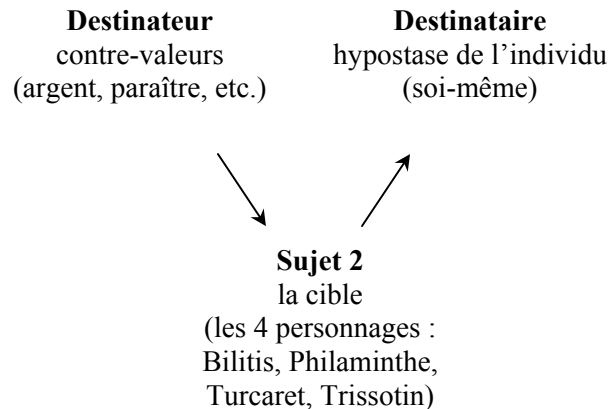 Destinateur
contre-valeurs
(argent, paraître, etc.)
Destinataire
hypostase de l’individu
(soi-même)
Sujet 2
la cible
(les 4 personnages :
Bilitis, Philaminthe,
Turcaret, Trissotin)